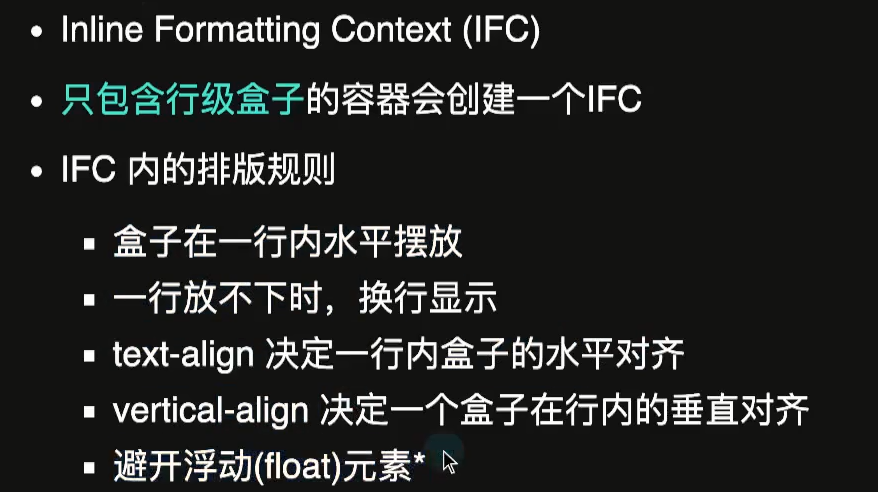 Inline Formatting Context (IFC)
只包含行级盒子的容器会创建一个IFC
IFC 内的排版规则
盒子在一行内水平摆放
一行放不下时，换行显示
text-align 决定一行内盒子的水平对齐
vertical-align 决定一个盒子在行内的垂直对齐
避开浮动(float)元素*